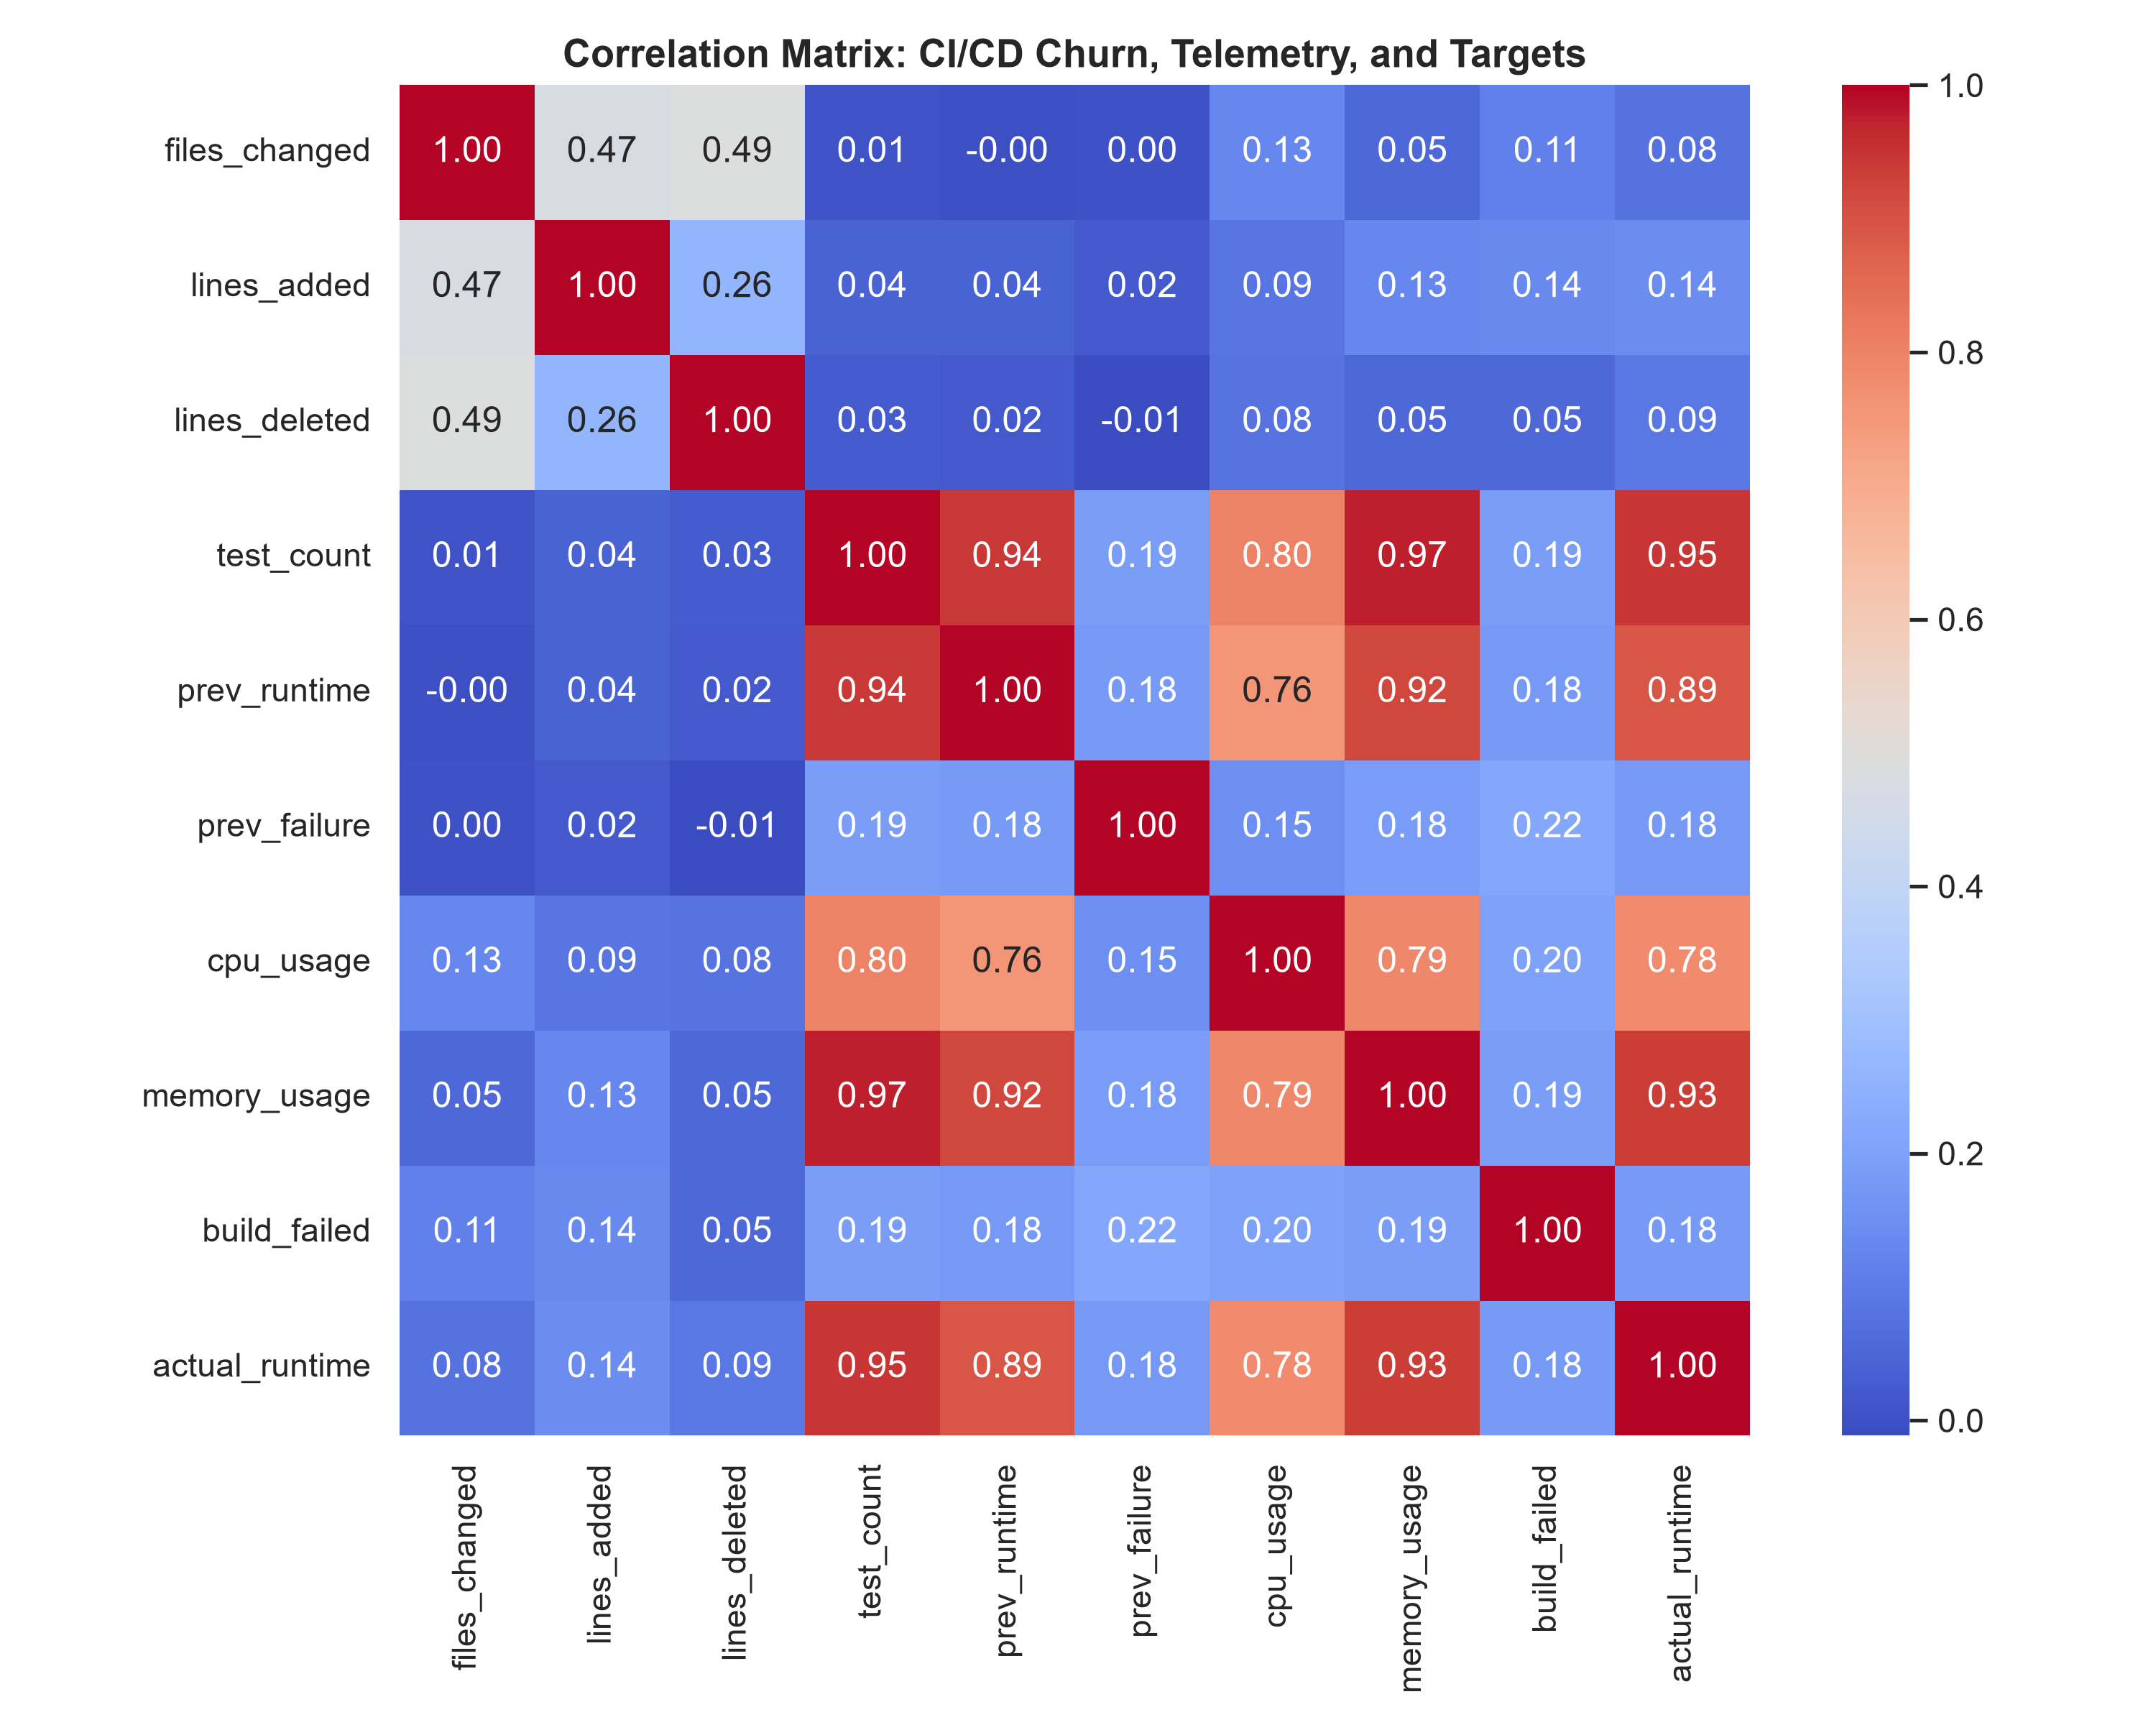 Correlation Matrix: CI/CD Churn, Telemetry, and Targets
files_changed 1.00 0.47 0.49 0.01 -0.00 0.00 0.13 0.05 0.11 0.08
lines_added 0.47 1.00 0.26 0.04 0.04 0.02 0.09 0.13 0.14 0.14
lines_deleted 0.49 0.26 1.00 0.03 0.02 -0.01 0.08 0.05 0.05 0.09
test_count 0.01 0.04 0.03 1.00 0.94 0.19 0.80 0.97 0.19 0.95
prev_runtime -0.00 0.04 0.02 0.94 1.00 0.18 0.76 0.92 0.18 0.89
prev_failure 0.00 0.02 -0.01 0.19 0.18 1.00 0.15 0.18 0.22 0.18
cpu_usage 0.13 0.09 0.08 0.80 0.76 0.15 1.00 0.79 0.20 0.78
memory_usage 0.05 0.13 0.05 0.97 0.92 0.18 0.79 1.00 0.19 0.93
build_failed 0.11 0.14 0.05 0.19 0.18 0.22 0.20 0.19 1.00 0.18
actual_runtime 0.08 0.14 0.09 0.95 0.89 0.18 0.78 0.93 0.18 1.00
files_changed
lines_added
lines_deleted
test_count
prev_runtime
prev_failure
cpu_usage
memory_usage
build_failed
actual_runtime
1.0
0.8
0.6
0.4
0.2
0.0